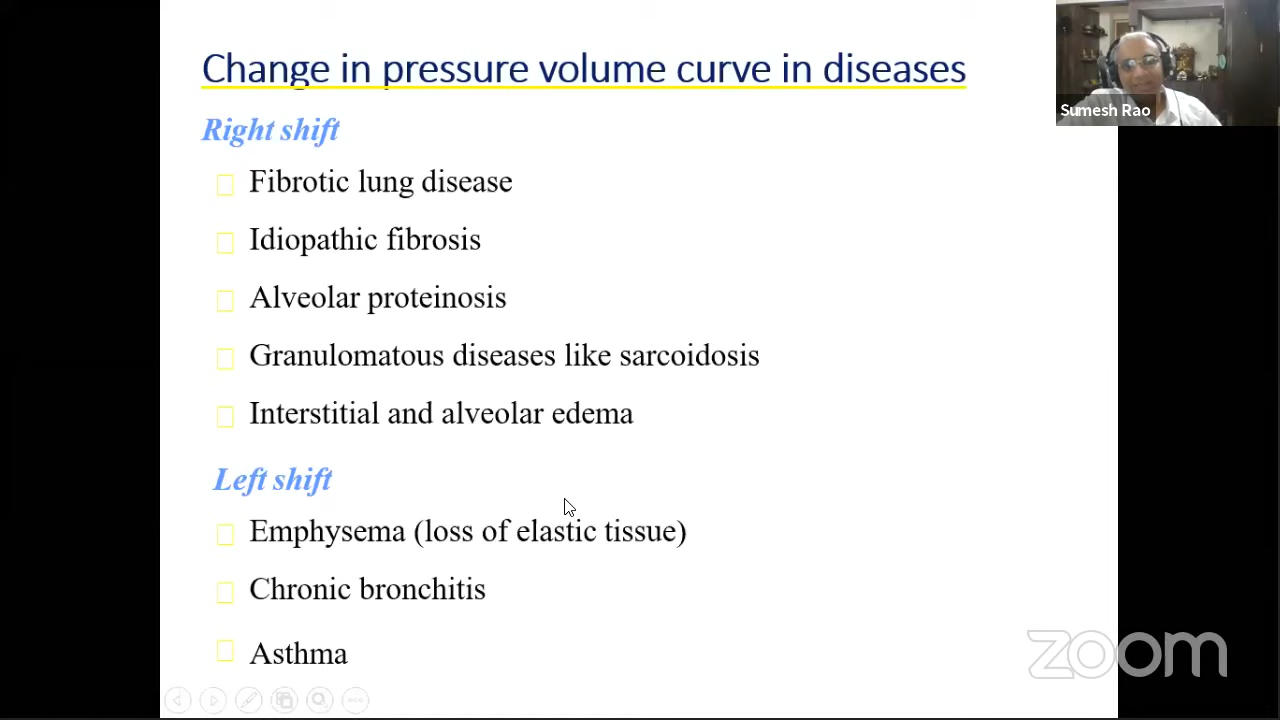 Change in pressure volume curve in diseases
Sumesh Rao
Right shift
Fibrotic lung disease
Idiopathic fibrosis
Alveolar proteinosis
Granulomatous diseases like sarcoidosis
Interstitial and alveolar edema
Left shift
Emphysema (loss of elastic tissue)
Chronic bronchitis
Asthma
zoom